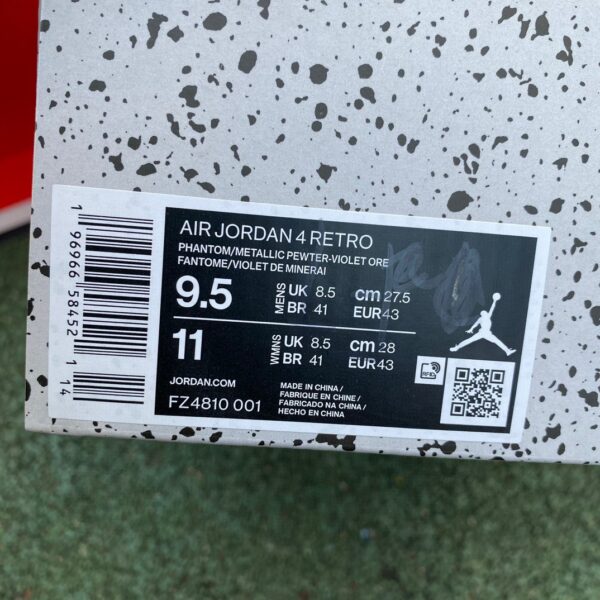 AIR JORDAN 4 RETRO
PHANTOM/METALLIC PEWTER-VIOLET ORE
FANTOME/VIOLET DE MINERAI
9.5 MENS UK 8.5 cm 27.5
BR 41 EUR 43
11 WMNS UK 8.5 cm 28
BR 41 EUR 43
JORDAN.COM
FZ4810 001
MADE IN CHINA /
FABRIQUE EN CHINE /
FABRICADO NA CHINA /
HECHO EN CHINA
RFID
1 96966 58452 1 14